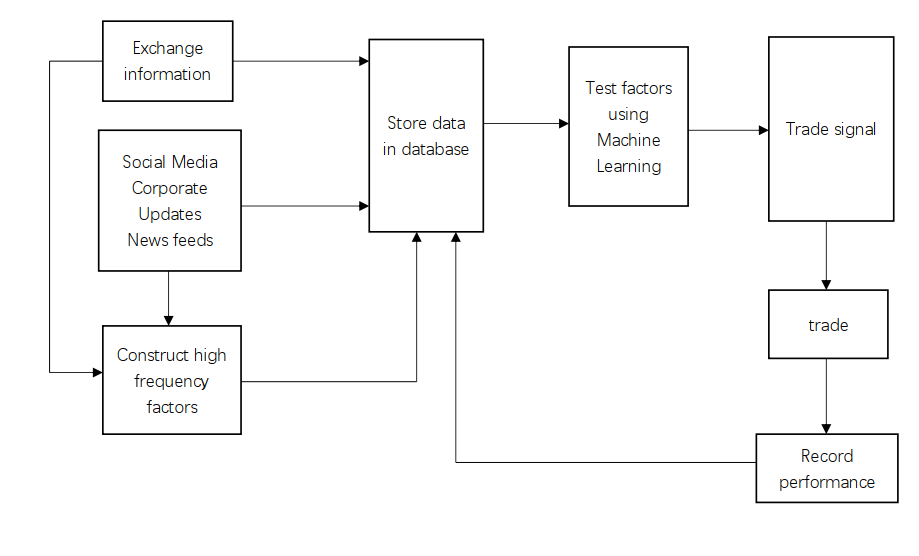 Exchange
information
Social Media
Corporate
Updates
News feeds
Construct high
frequency
factors
Store data
in database
Test factors
using
Machine
Learning
Trade signal
trade
Record
performance